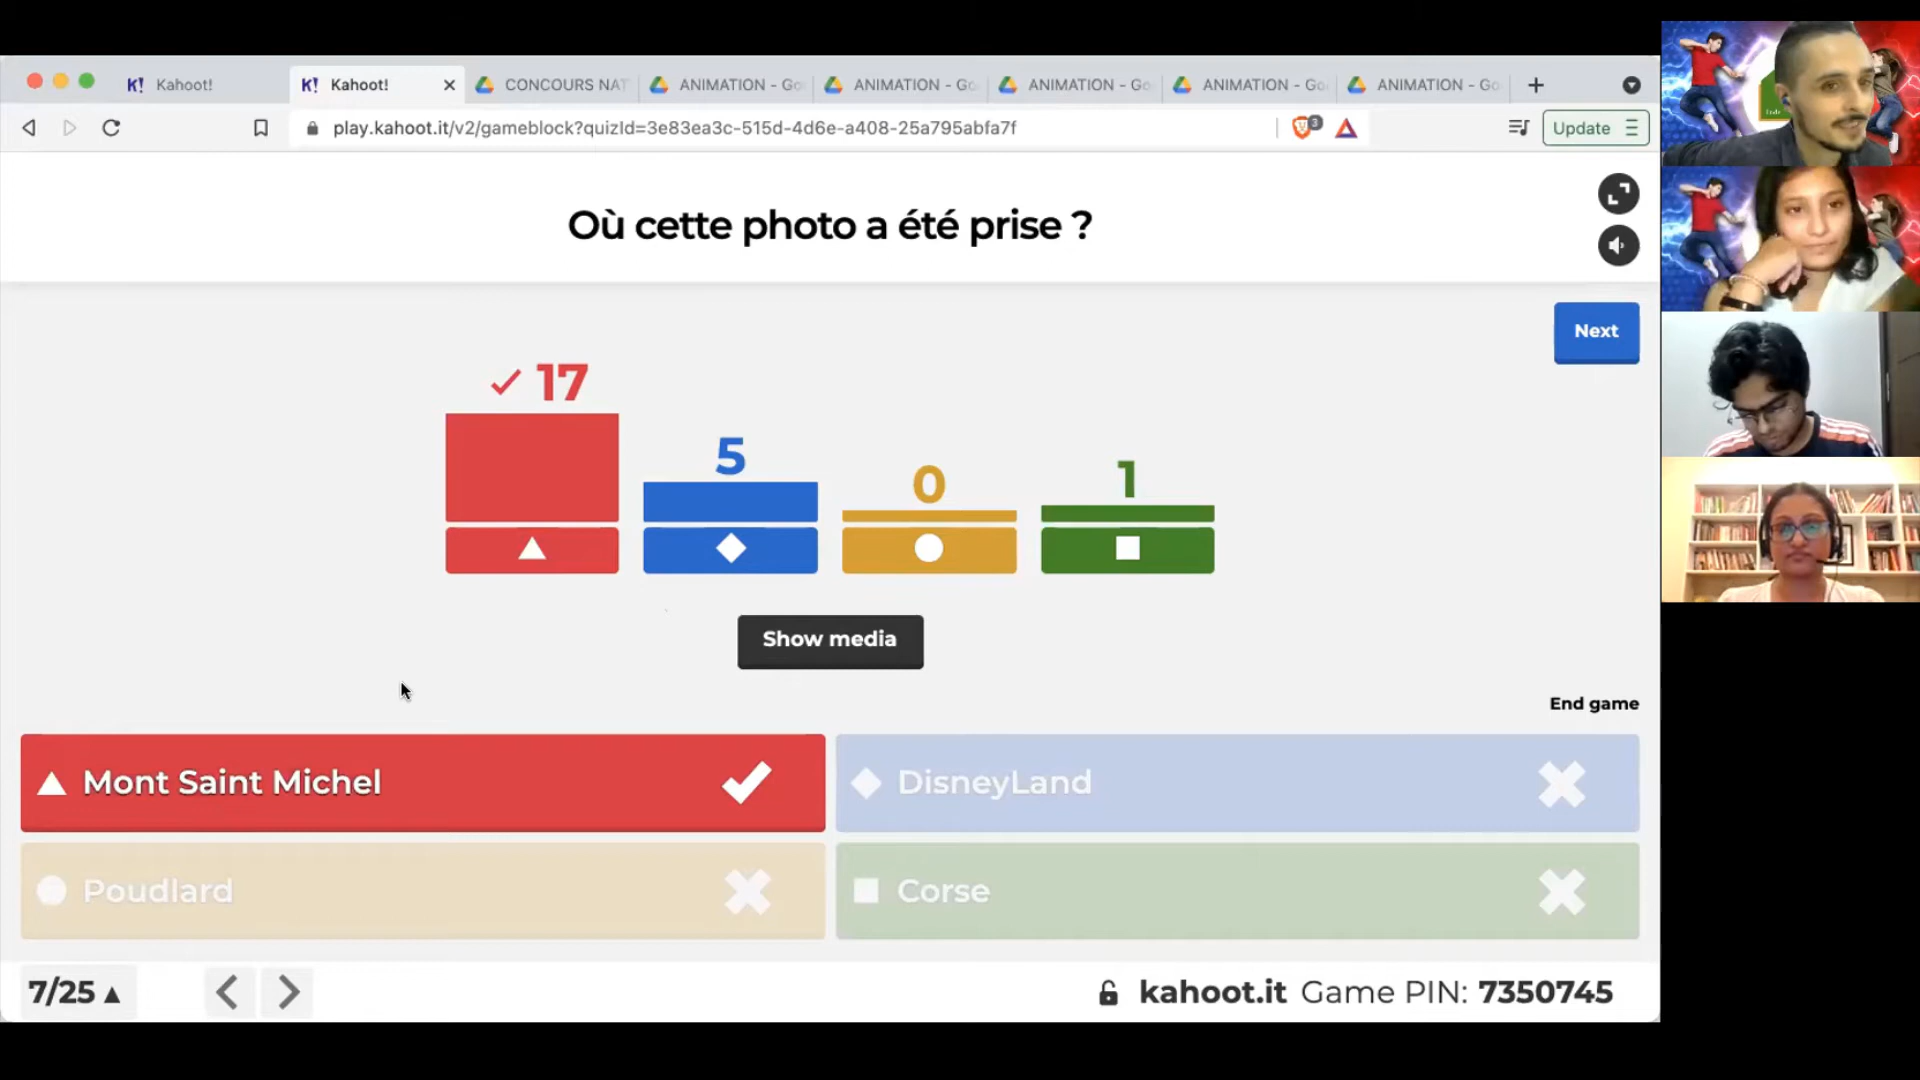 K! Kahoot!
K! Kahoot!
CONCOURS NAT
ANIMATION - Goo
ANIMATION - Go
ANIMATION - Go
ANIMATION - Go
ANIMATION - Go
play.kahoot.it/v2/gameblock?quizId=3e83ea3c-515d-4d6e-a408-25a795abfa7f
3
Update
Où cette photo a été prise ?
Next
17
5
0
1
Show media
End game
Mont Saint Michel
DisneyLand
Poudlard
Corse
7/25
kahoot.it Game PIN: 7350745